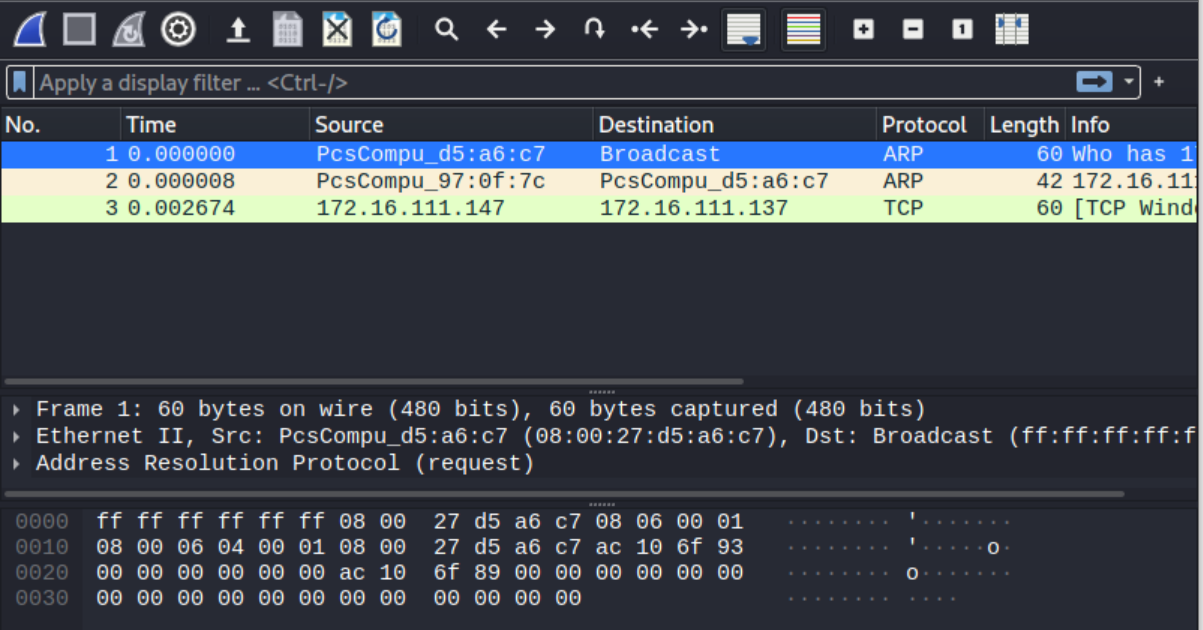 Apply a display filter ... <Ctrl-/>
No. Time Source Destination Protocol Length Info
1 0.000000 PcsCompu_d5:a6:c7 Broadcast ARP 60 Who has 1
2 0.000008 PcsCompu_97:0f:7c PcsCompu_d5:a6:c7 ARP 42 172.16.11
3 0.002674 172.16.111.147 172.16.111.137 TCP 60 [TCP Wind
Frame 1: 60 bytes on wire (480 bits), 60 bytes captured (480 bits)
Ethernet II, Src: PcsCompu_d5:a6:c7 (08:00:27:d5:a6:c7), Dst: Broadcast (ff:ff:ff:ff:f
Address Resolution Protocol (request)
0000 ff ff ff ff ff ff 08 00 27 d5 a6 c7 08 06 00 01 ········ '·······
0010 08 00 06 04 00 01 08 00 27 d5 a6 c7 ac 10 6f 93 ········ '·····o·
0020 00 00 00 00 00 00 ac 10 6f 89 00 00 00 00 00 00 ········ o·······
0030 00 00 00 00 00 00 00 00 00 00 00 00 ········ ····